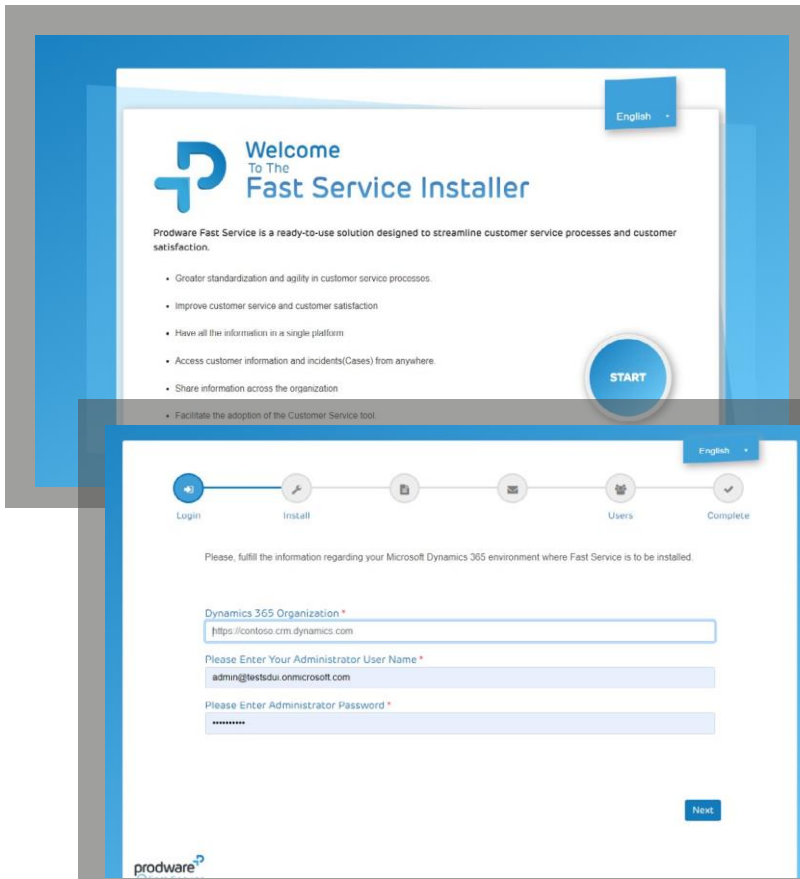 English
Welcome
To The
Fast Service Installer
Prodware Fast Service is a ready-to-use solution designed to streamline customer service processes and customer
satisfaction.
• Greater standardization and agility in customer service processes.
• Improve customer service and customer satisfaction
• Have all the information in a single platform
• Access customer information and incidents(Cases) from anywhere.
• Share information across the organization
START
• Facilitate the adoption of the Customer Service tool.
English
Login
Install
Users
Complete
Please, fulfill the information regarding your Microsoft Dynamics 365 environment where Fast Service is to be installed.
Dynamics 365 Organization *
https://contoso.crm.dynamics.com
Please Enter Your Administrator User Name *
admin@testsdui.onmicrosoft.com
Please Enter Administrator Password *
••••••••••
Next
prodware